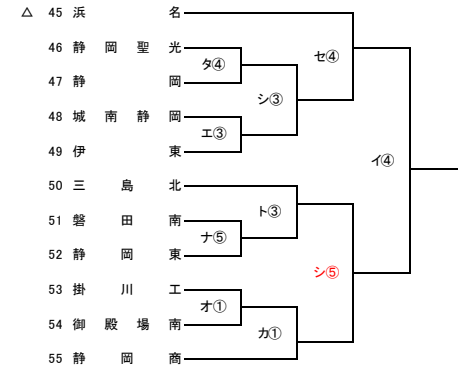 △ 45 浜名
46 静岡聖光
タ④
セ④
47 静岡
シ③
48 城南静岡
エ③
49 伊東
イ④
50 三島北
ト③
51 磐田南
ナ⑤
52 静岡東
シ⑤
53 掛川工
オ①
54 御殿場南
カ①
55 静岡商